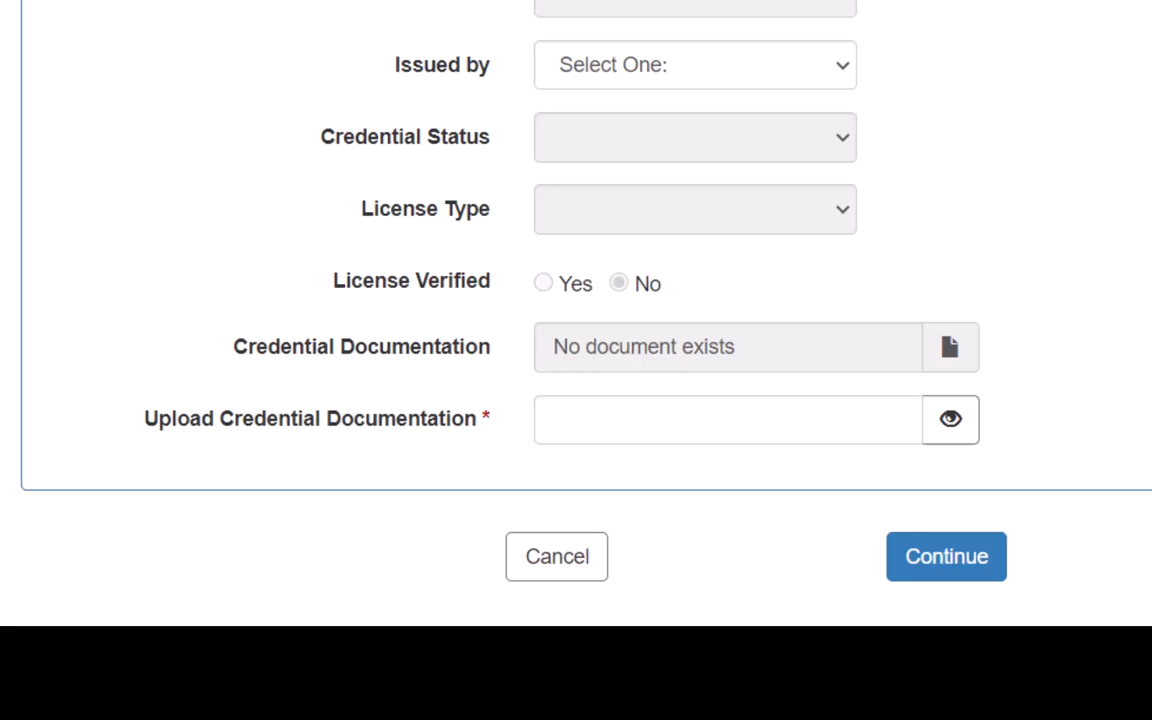 Issued by Select One:
Credential Status
License Type
License Verified Yes No
Credential Documentation No document exists
Upload Credential Documentation *
Cancel Continue